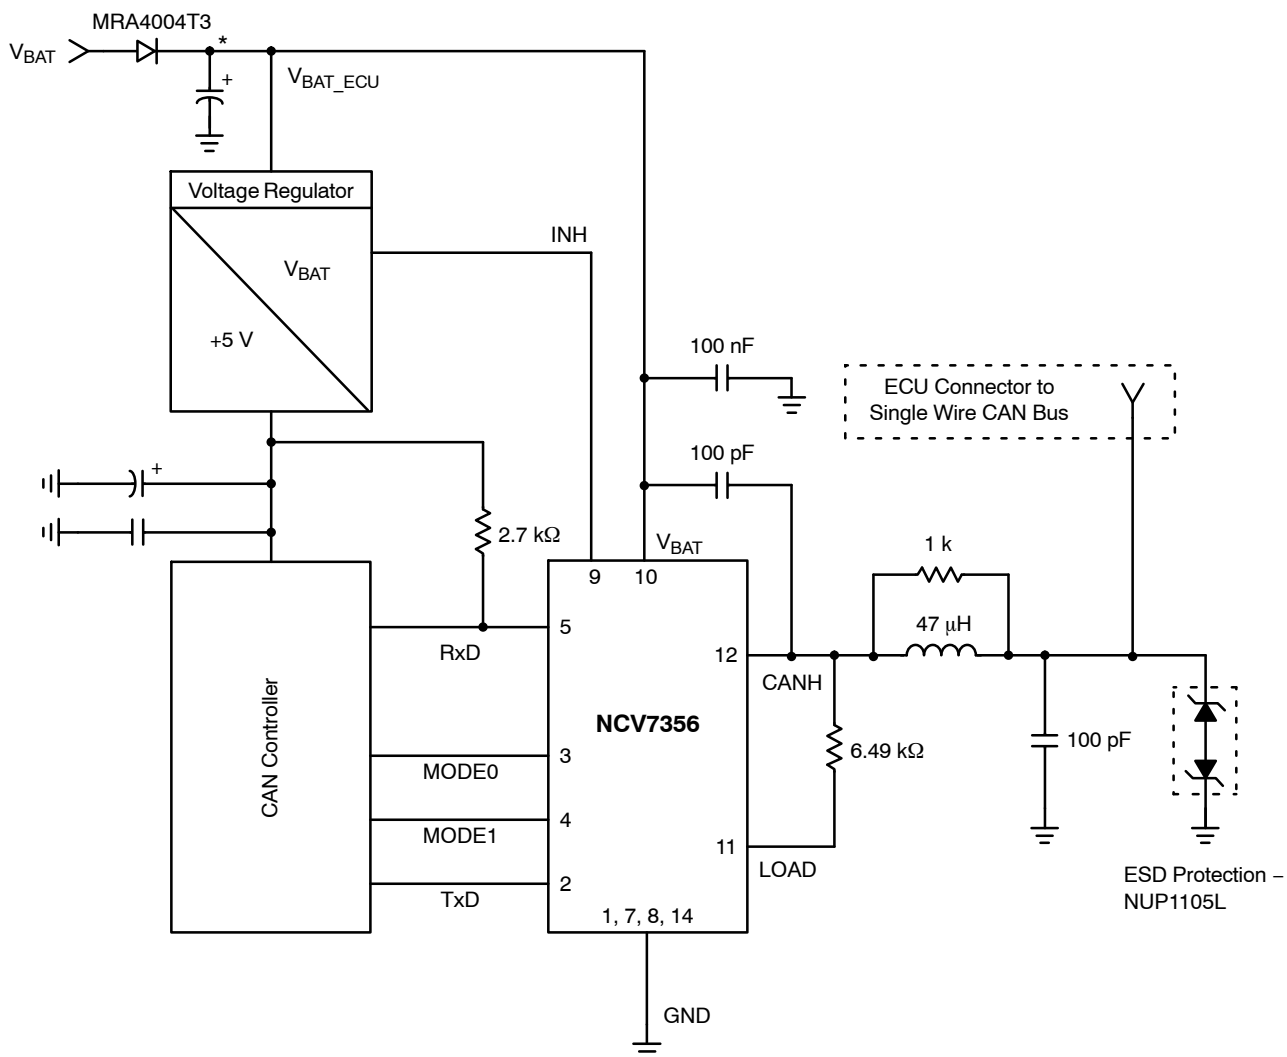 MRA4004T3
V_BAT
*
+
V_BAT_ECU
Voltage Regulator
INH
V_BAT
+5 V
100 nF
ECU Connector to
Single Wire CAN Bus
100 pF
+
2.7 kΩ
V_BAT
9
10
1 k
47 μH
5
RxD
12
CANH
CAN Controller
NCV7356
6.49 kΩ
100 pF
3
MODE0
4
MODE1
11
LOAD
2
TxD
1, 7, 8, 14
ESD Protection –
NUP1105L
GND